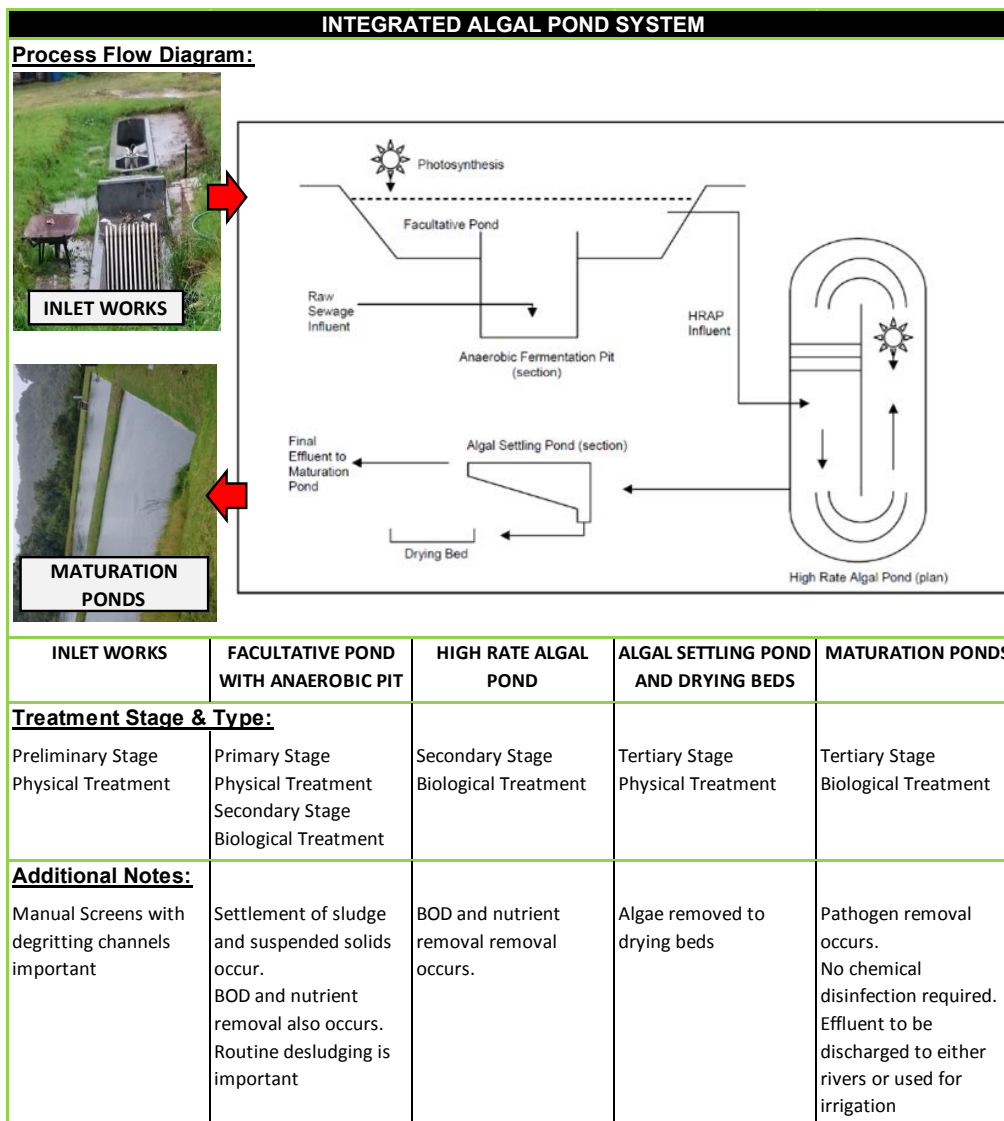 INTEGRATED ALGAL POND SYSTEM
Process Flow Diagram:
INLET WORKS
MATURATION
PONDS
Photosynthesis
Facultative Pond
Raw
Sewage
Influent
Anaerobic Fermentation Pit
(section)
HRAP
Influent
Final
Effluent to
Maturation
Pond
Algal Settling Pond (section)
Drying Bed
High Rate Algal Pond (plan)
INLET WORKS
FACULTATIVE POND
WITH ANAEROBIC PIT
HIGH RATE ALGAL
POND
ALGAL SETTLING POND
AND DRYING BEDS
MATURATION PONDS
Treatment Stage & Type:
Preliminary Stage
Physical Treatment
Primary Stage
Physical Treatment
Secondary Stage
Biological Treatment
Secondary Stage
Biological Treatment
Tertiary Stage
Physical Treatment
Tertiary Stage
Biological Treatment
Additional Notes:
Manual Screens with
degritting channels
important
Settlement of sludge
and suspended solids
occur.
BOD and nutrient
removal also occurs.
Routine desludging is
important
BOD and nutrient
removal removal
occurs.
Algae removed to
drying beds
Pathogen removal
occurs.
No chemical
disinfection required.
Effluent to be
discharged to either
rivers or used for
irrigation